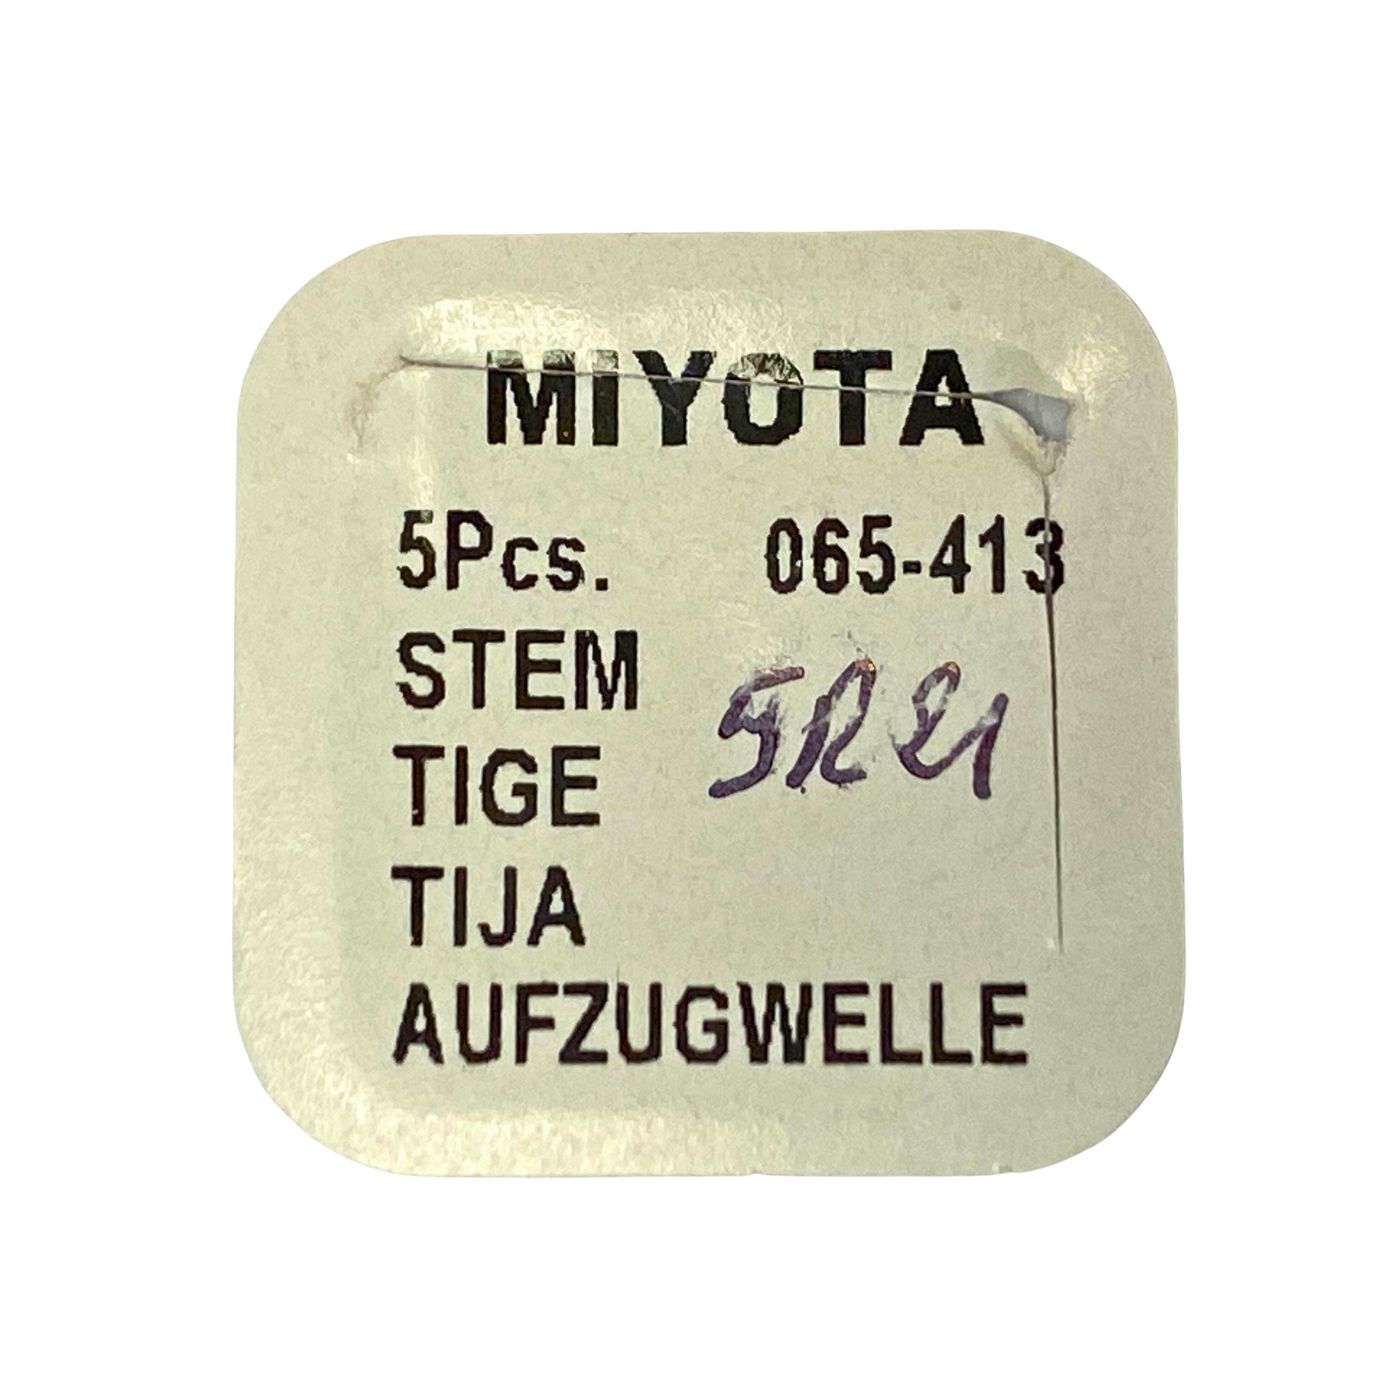 MIYOTA
5Pcs. 065-413
STEM
5R21
TIGE
TIJA
AUFZUGWELLE